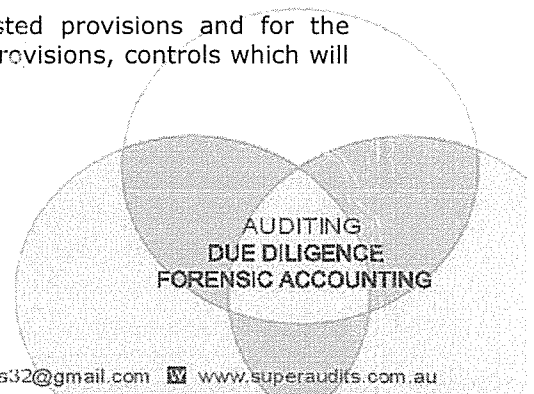 sted provisions and for the
rovisions, controls which will
AUDITING
DUE DILIGENCE
FORENSIC ACCOUNTING
s32@gmail.com W www.superaudits.com.au